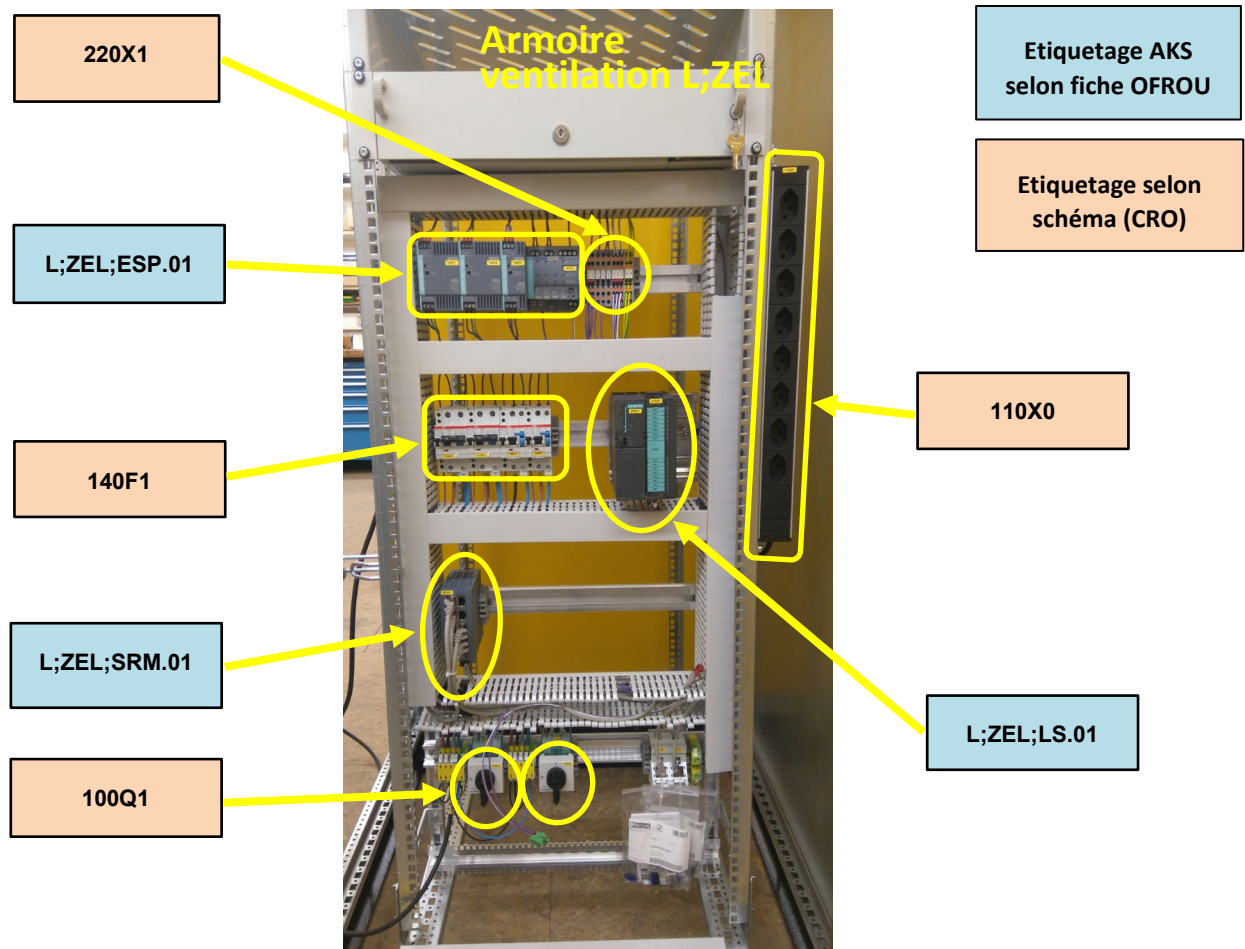 220X1
Armoire
ventilation L;ZEL
Etiquetage AKS
selon fiche OFROU
Etiquetage selon
schéma (CRO)
L;ZEL;ESP.01
110X0
140F1
SIEMENS
L;ZEL;SRM.01
L;ZEL;LS.01
100Q1